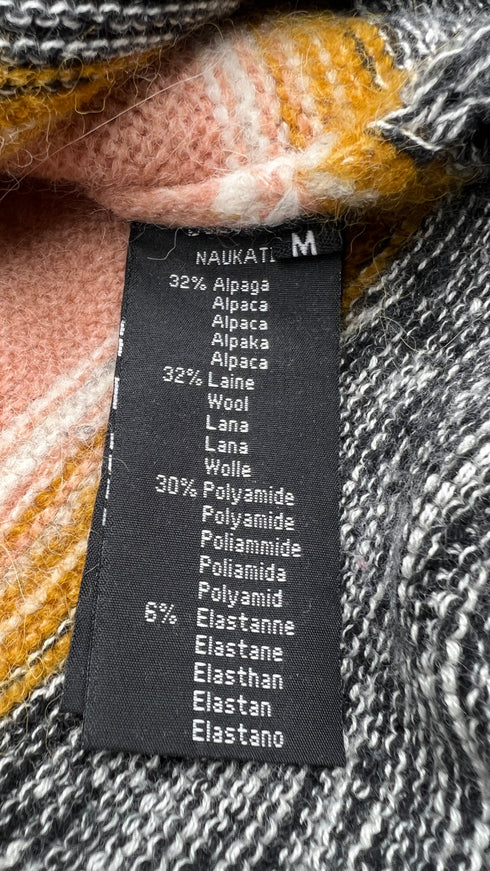 M
NAUKATI
32% Alpaga
Alpaca
Alpaca
Alpaka
Alpaca
32% Laine
Wool
Lana
Lana
Wolle
30% Polyamide
Polyamide
Poliammide
Poliamida
Polyamid
6% Elastanne
Elastane
Elasthan
Elastan
Elastano